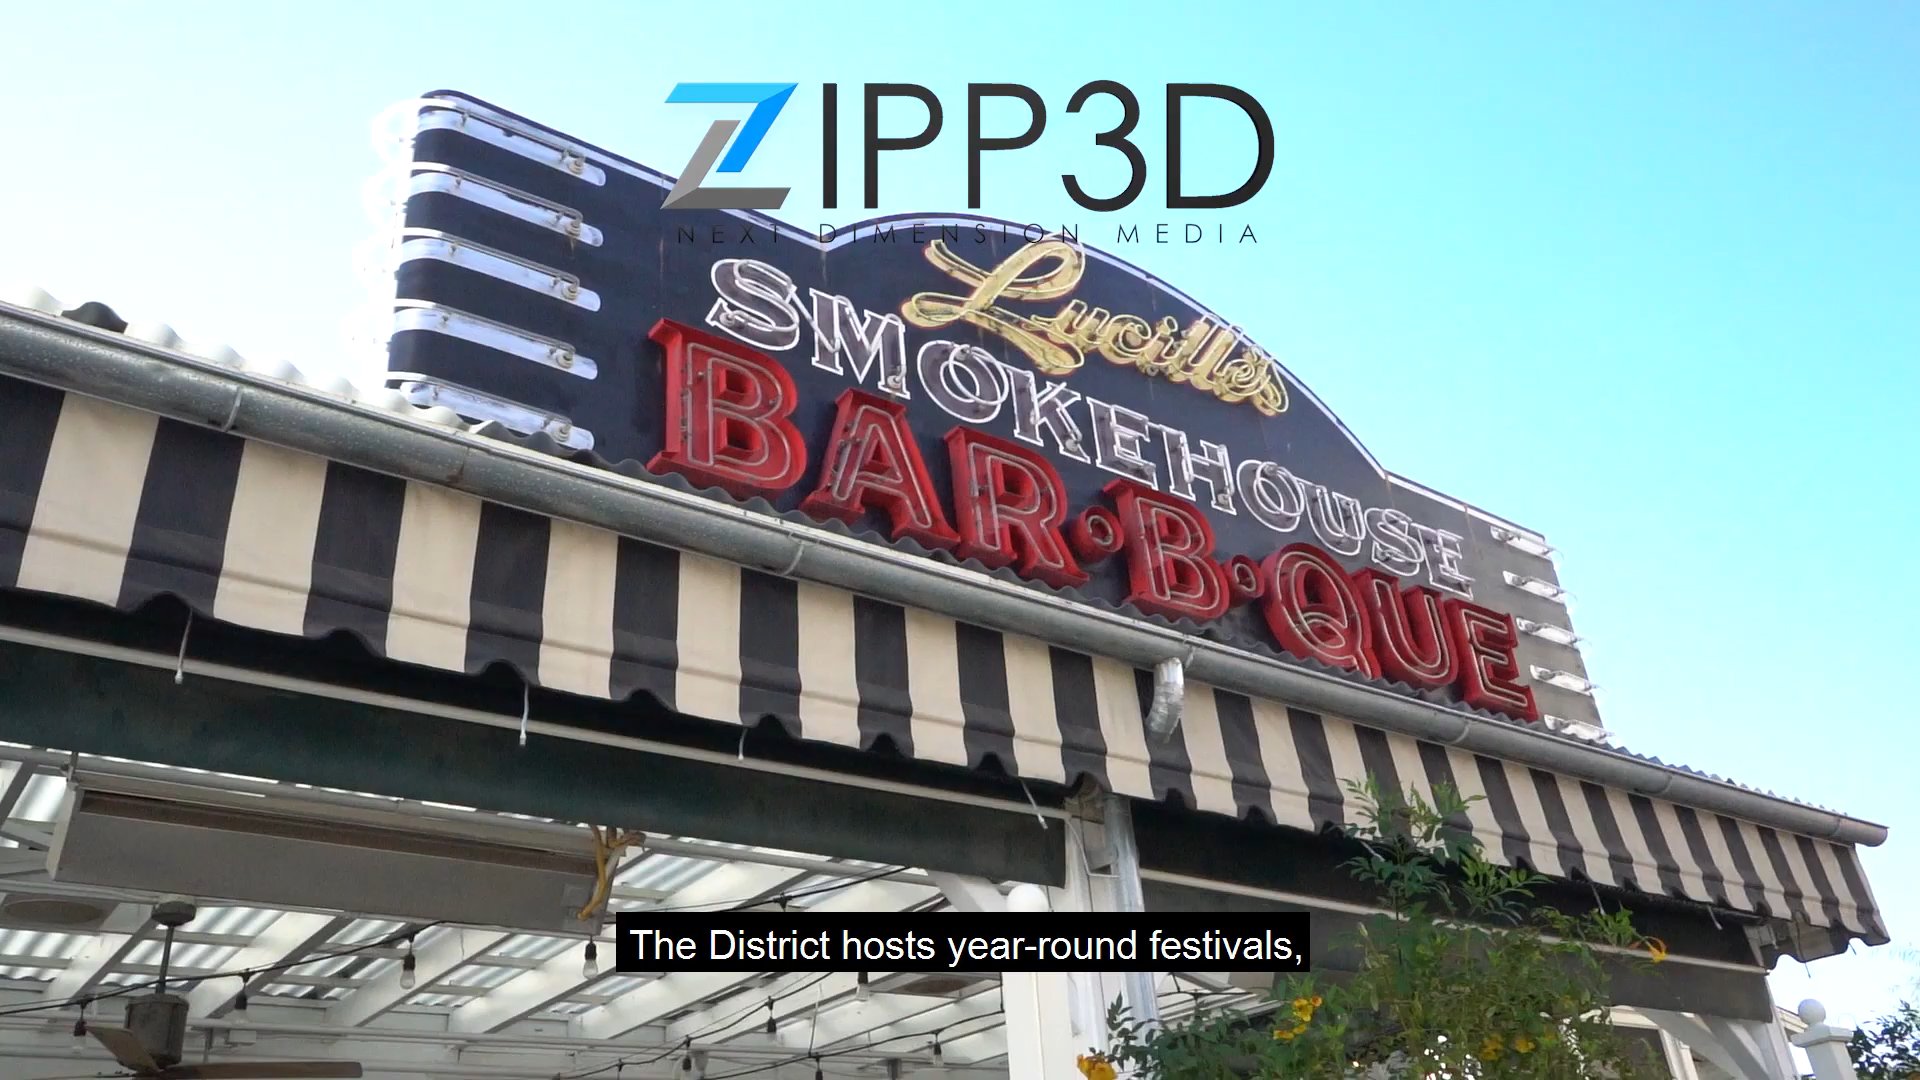 ZIPP3D
NEXT DIMENSION MEDIA
Lucille's
SMOKEHOUSE
BAR·B·QUE
The District hosts year-round festivals,